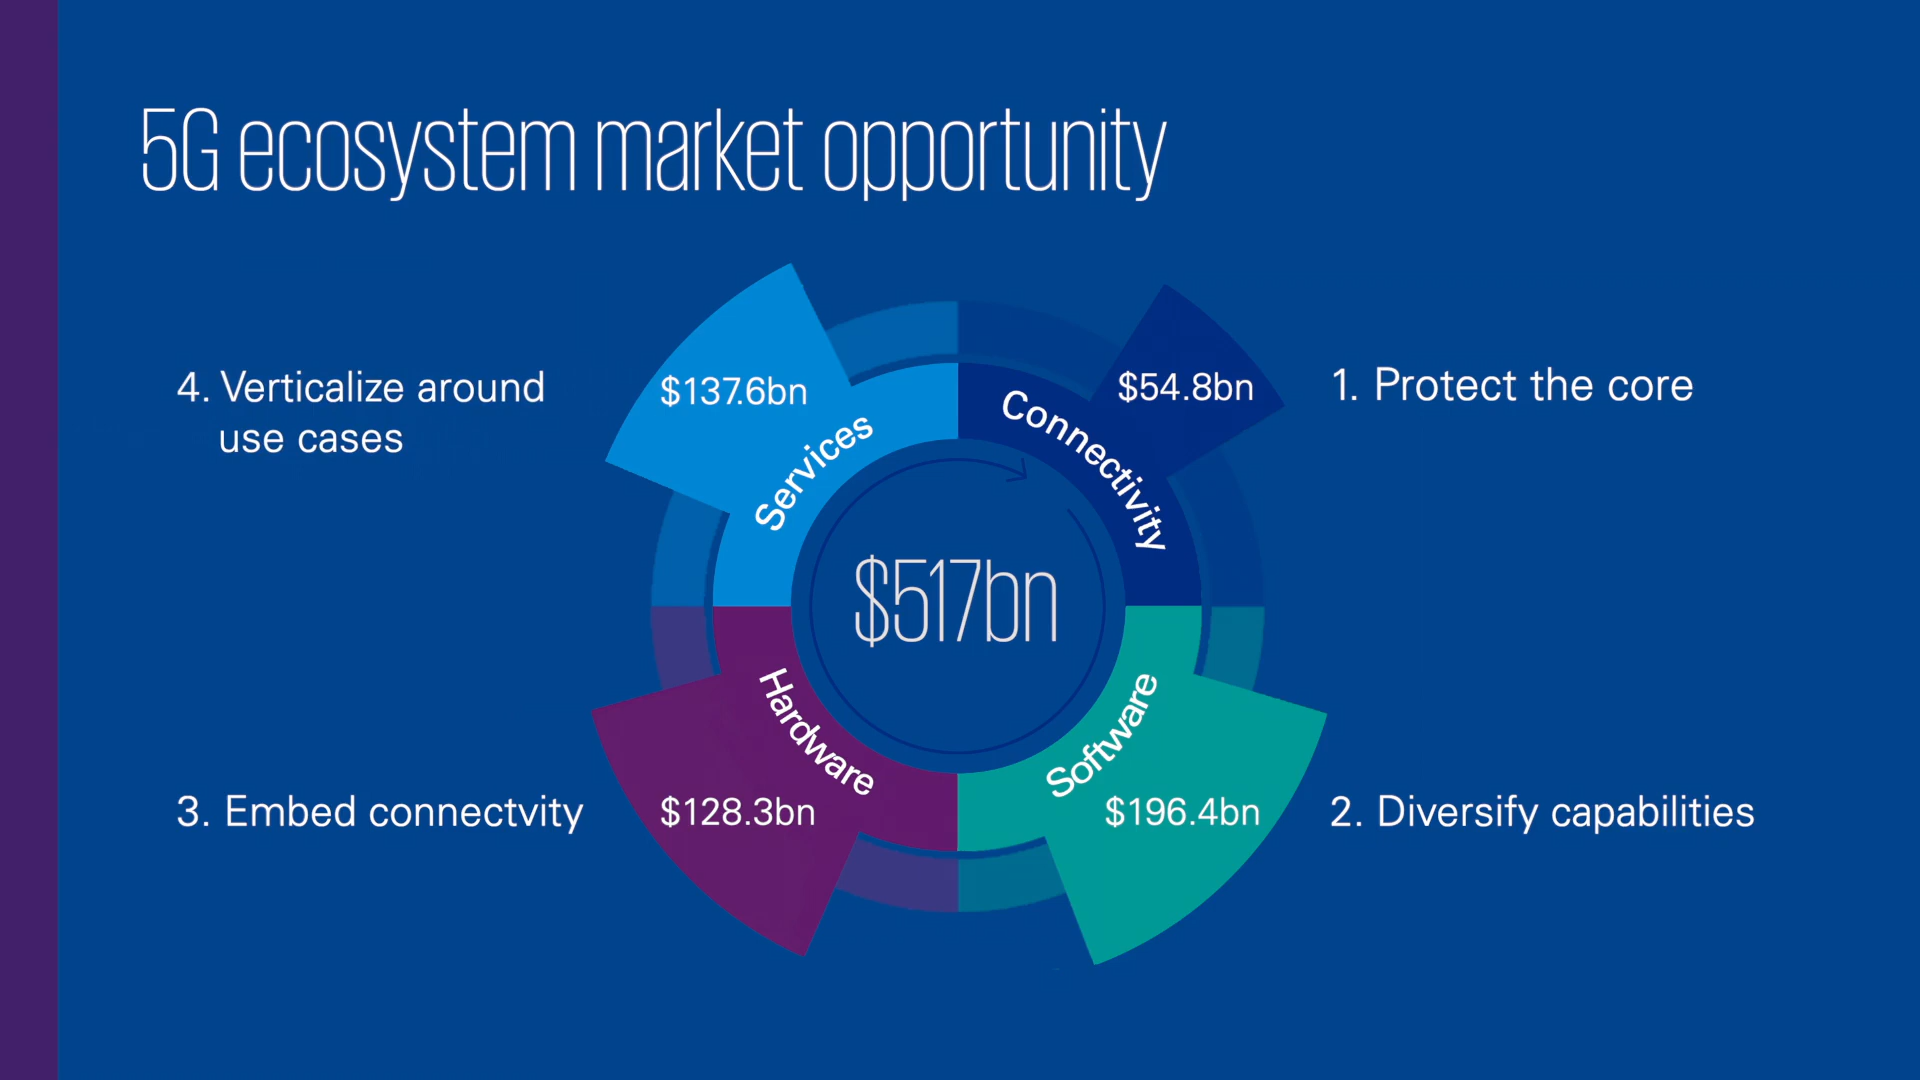 5G ecosystem market opportunity
4. Verticalize around
use cases
$137.6bn
Services
Connectivity
$54.8bn
1. Protect the core
$517bn
3. Embed connectvity
$128.3bn
Hardware
Software
$196.4bn
2. Diversify capabilities